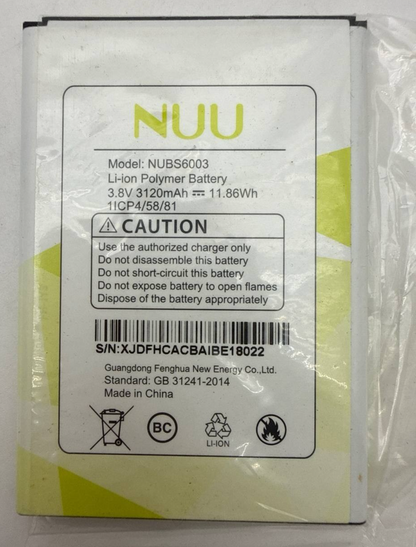 NUU
Model: NUBS6003
Li-ion Polymer Battery
3.8V 3120mAh ⎓ 11.86Wh
1ICP4/58/81
⚠ CAUTION
Use the authorized charger only
Do not disassemble this battery
Do not short-circuit this battery
Do not expose to open flames
Dispose of the battery appropriately
S/N:XJDFHCACBAIBE18022
Guangdong Fenghua New Energy Co.,Ltd.
Standard: GB 31241-2014
Made in China
BC
LI-ION